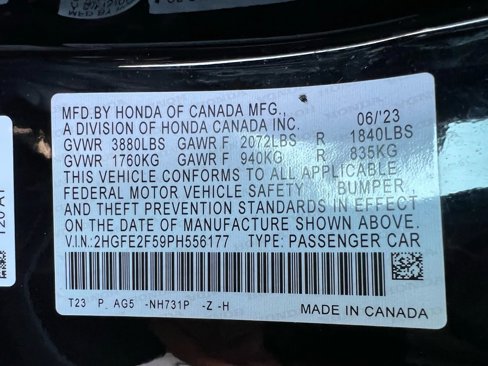 MFD.BY HONDA OF CANADA MFG.,
A DIVISION OF HONDA CANADA INC. 06/'23
GVWR 3880LBS GAWR F 2072LBS R 1840LBS
GVWR 1760KG GAWR F 940KG R 835KG
THIS VEHICLE CONFORMS TO ALL APPLICABLE
FEDERAL MOTOR VEHICLE SAFETY BUMPER,
AND THEFT PREVENTION STANDARDS IN EFFECT
ON THE DATE OF MANUFACTURE SHOWN ABOVE.
V.I.N:2HGFE2F59PH556177 TYPE: PASSENGER CAR
T23 P AG5 -NH731P -Z -H
MADE IN CANADA